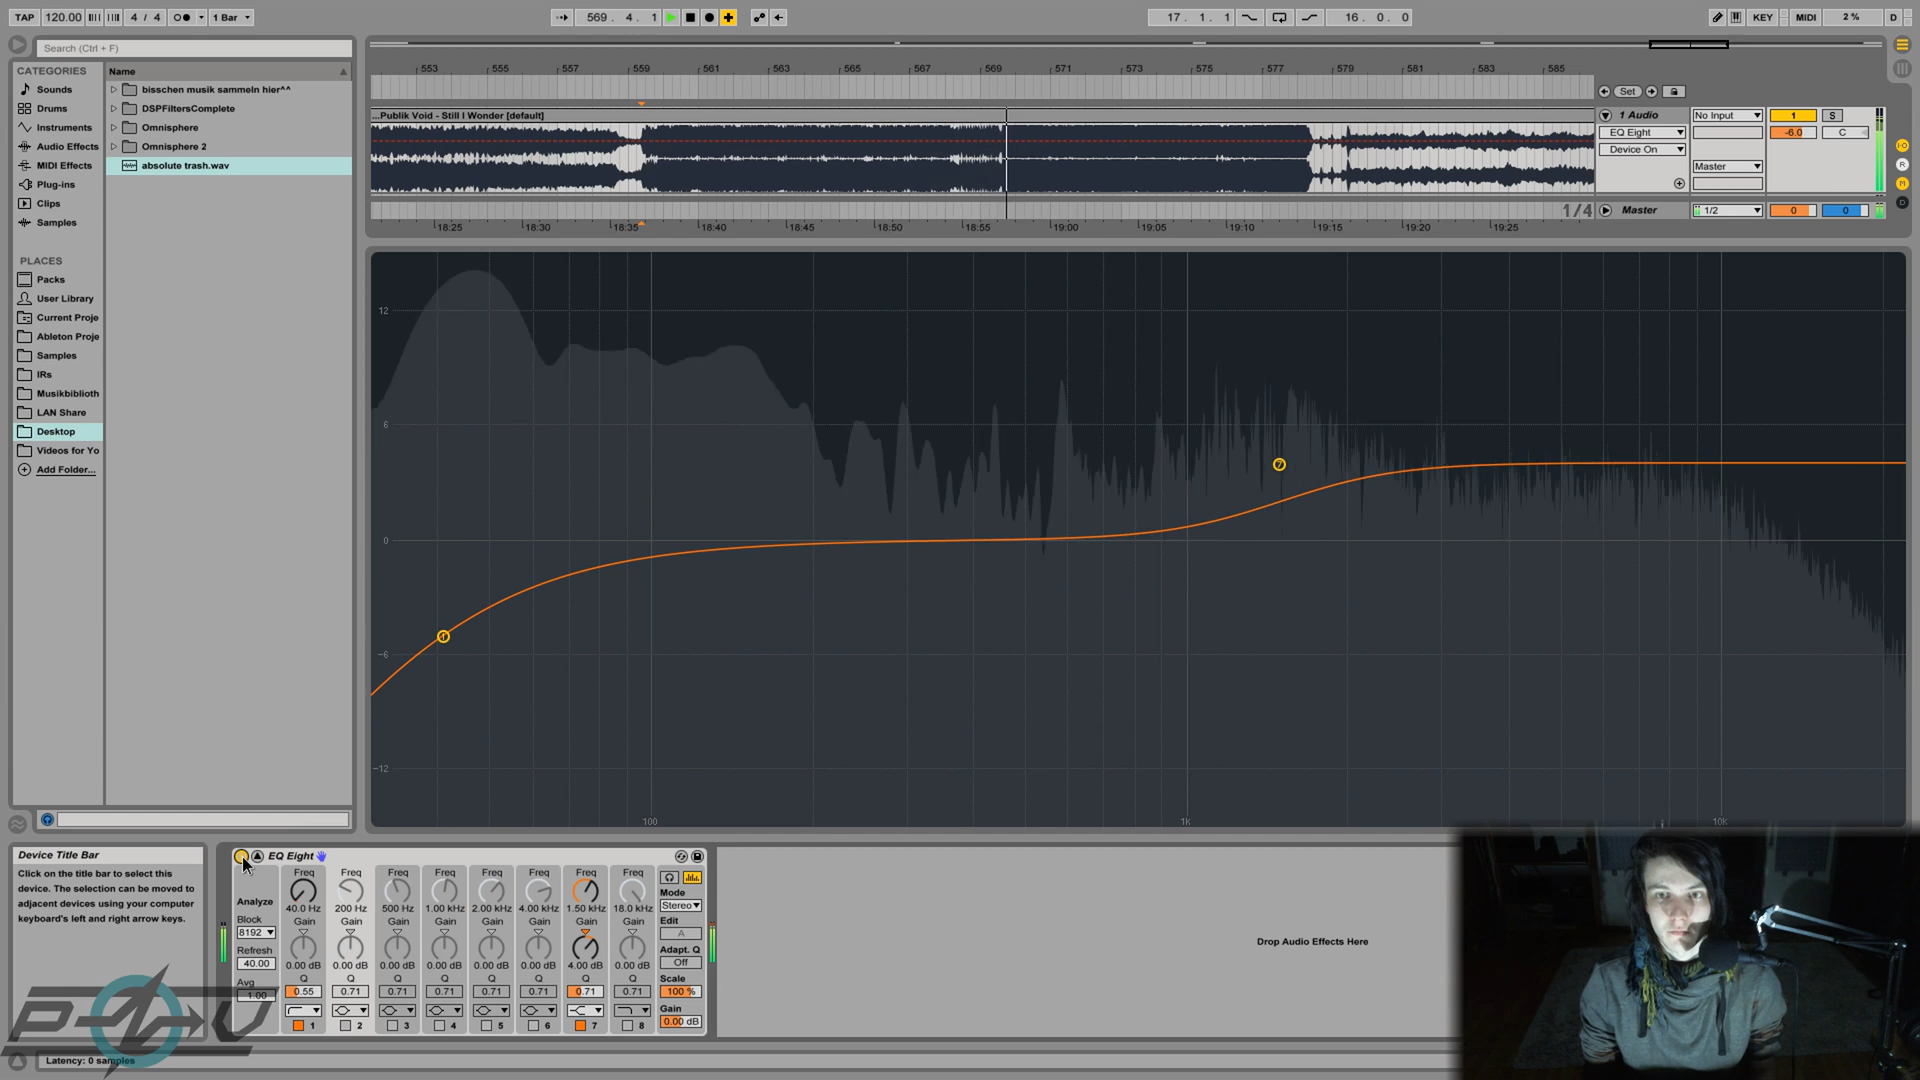 TAP 120.00 4 / 4 1 Bar 569. 4. 1 17. 1. 1 16. 0. 0 KEY MIDI 2 % D
Search (Ctrl + F)
CATEGORIES
Sounds
Drums
Instruments
Audio Effects
MIDI Effects
Plug-ins
Clips
Samples
PLACES
Packs
User Library
Current Proje
Ableton Proje
Samples
IRs
Musikbiblioth
LAN Share
Desktop
Videos for Yo
Add Folder...
Name
bisschen musik sammeln hier^^
DSPFiltersComplete
Omnisphere
Omnisphere 2
absolute trash.wav
553 555 557 559 561 563 565 567 569 571 573 575 577 579 581 583 585
Set
...Publik Void - Still I Wonder [default]
1 Audio No Input 1 S
EQ Eight -6.0 C
Device On
Master
1/4 Master 1/2 0 0
18:25 18:30 18:35 18:40 18:45 18:50 18:55 19:00 19:05 19:10 19:15 19:20 19:25
12
6
0
-6
-12
100 1k 10k
Device Title Bar
Click on the title bar to select this
device. The selection can be moved to
adjacent devices using your computer
keyboard's left and right arrow keys.
EQ Eight
Analyze
Block
8192
Refresh
40.00
Avg
1.00
Freq Freq Freq Freq Freq Freq Freq Freq
40.0 Hz 200 Hz 500 Hz 1.00 kHz 2.00 kHz 4.00 kHz 1.50 kHz 18.0 kHz
Gain Gain Gain Gain Gain Gain Gain Gain
0.00 dB 0.00 dB 0.00 dB 0.00 dB 0.00 dB 0.00 dB 4.00 dB 0.00 dB
Q Q Q Q Q Q Q Q
0.55 0.71 0.71 0.71 0.71 0.71 0.71 0.71
1 2 3 4 5 6 7 8
Mode
Stereo
Edit
A
Adapt. Q
Off
Scale
100 %
Gain
0.00 dB
Drop Audio Effects Here
Latency: 0 samples